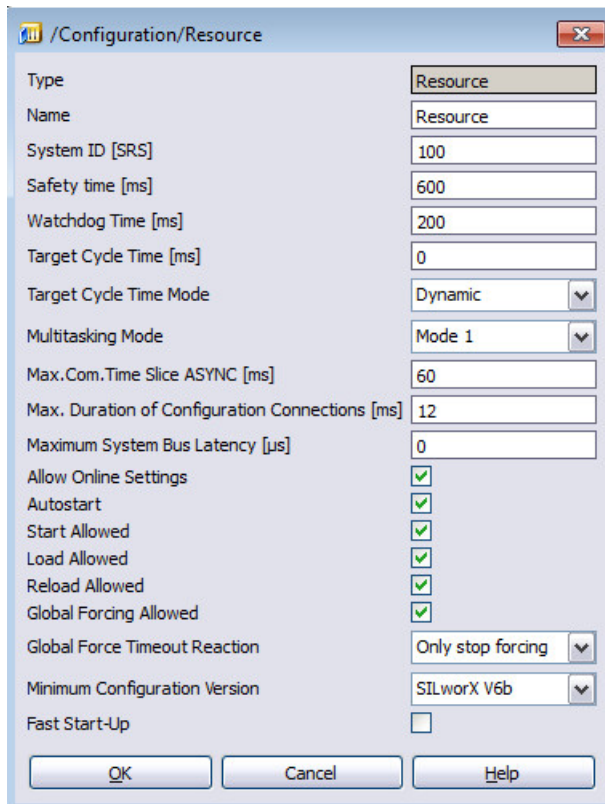 /Configuration/Resource
Type Resource
Name Resource
System ID [SRS] 100
Safety time [ms] 600
Watchdog Time [ms] 200
Target Cycle Time [ms] 0
Target Cycle Time Mode Dynamic
Multitasking Mode Mode 1
Max.Com.Time Slice ASYNC [ms] 60
Max. Duration of Configuration Connections [ms] 12
Maximum System Bus Latency [µs] 0
Allow Online Settings
Autostart
Start Allowed
Load Allowed
Reload Allowed
Global Forcing Allowed
Global Force Timeout Reaction Only stop forcing
Minimum Configuration Version SILworX V6b
Fast Start-Up
OK Cancel Help